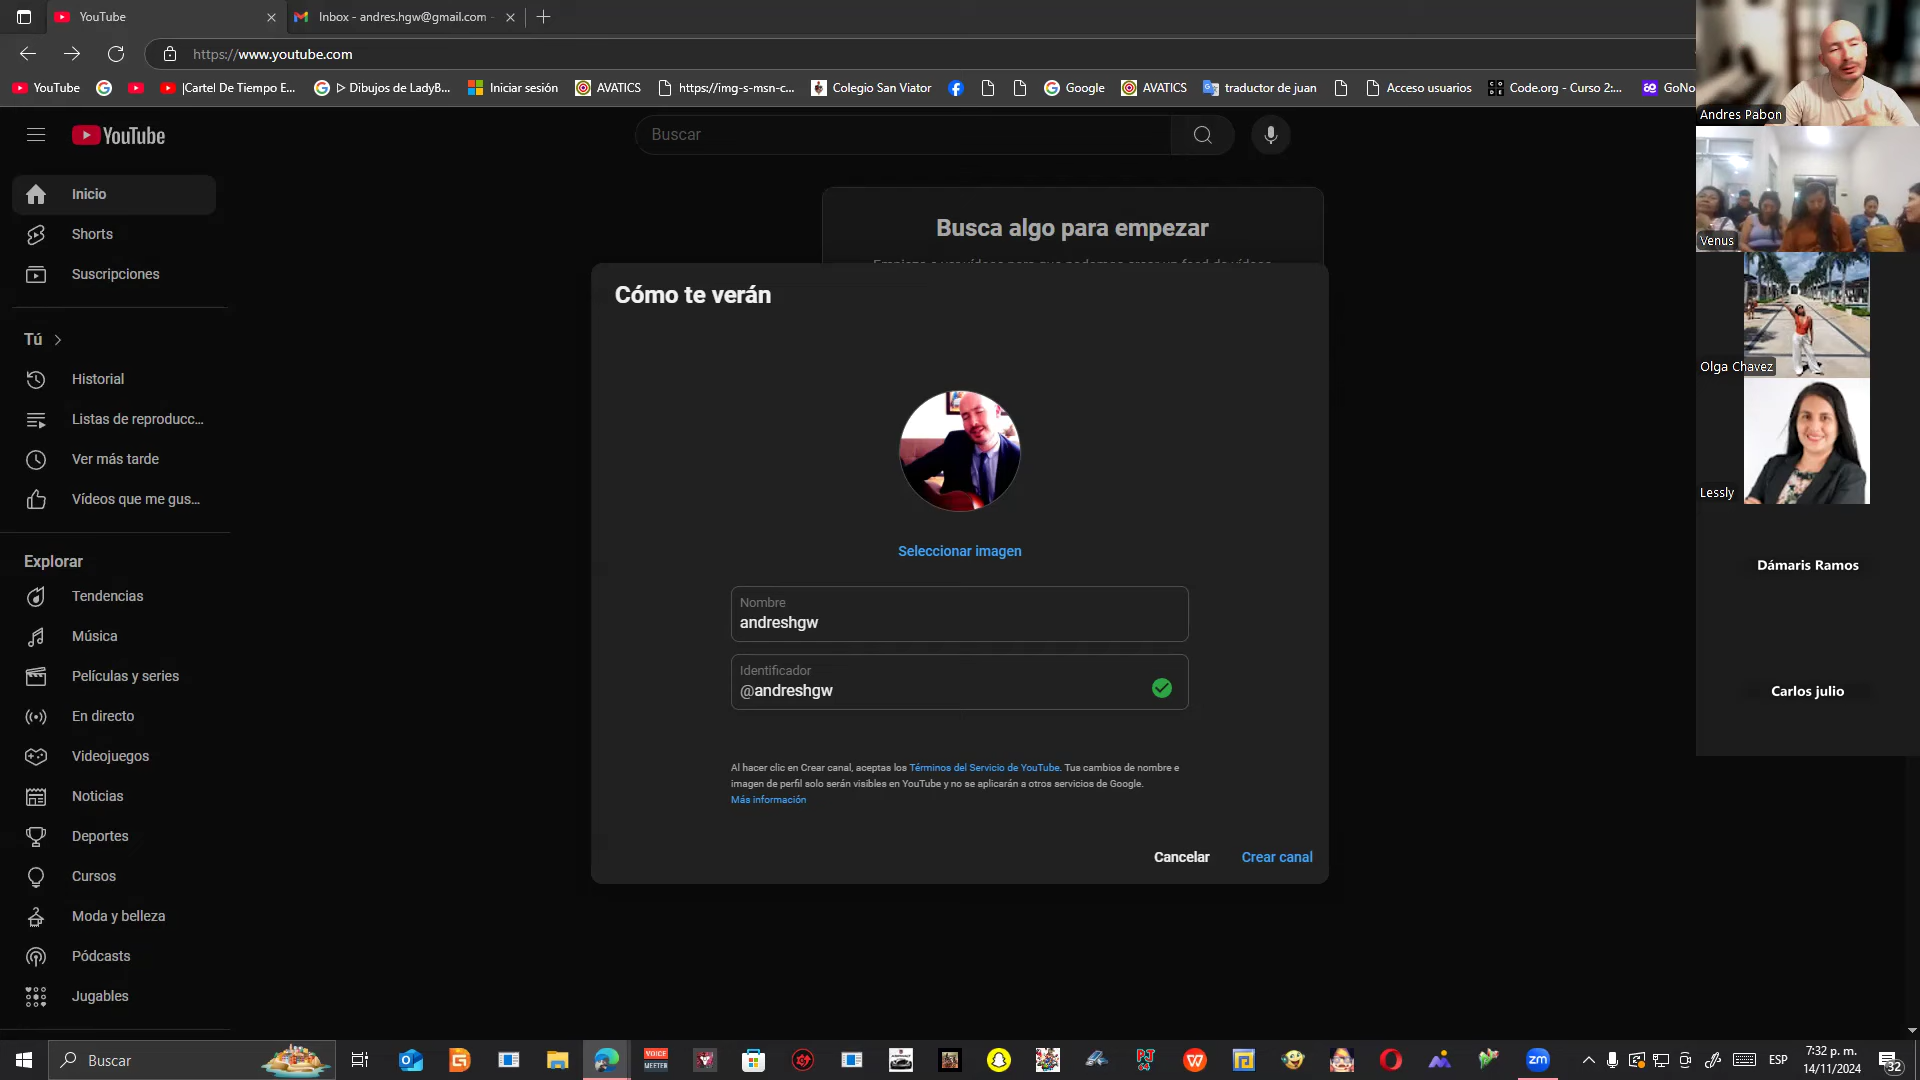 YouTube
Inbox - andres.hgw@gmail.com -
https://www.youtube.com
YouTube
|Cartel De Tiempo E...
ᐅ Dibujos de LadyB...
Iniciar sesión
AVATICS
https://img-s-msn-c...
Colegio San Viator
Google
AVATICS
traductor de juan
Acceso usuarios
Code.org - Curso 2:...
GoNo
YouTube
Buscar
Inicio
Shorts
Suscripciones
Tú
Historial
Listas de reproducc...
Ver más tarde
Vídeos que me gus...
Explorar
Tendencias
Música
Películas y series
En directo
Videojuegos
Noticias
Deportes
Cursos
Moda y belleza
Pódcasts
Jugables
Busca algo para empezar
Cómo te verán
Seleccionar imagen
Nombre
andreshgw
Identificador
@andreshgw
Al hacer clic en Crear canal, aceptas los Términos del Servicio de YouTube. Tus cambios de nombre e
imagen de perfil solo serán visibles en YouTube y no se aplicarán a otros servicios de Google.
Más información
Cancelar
Crear canal
Andres Pabon
Venus
Olga Chavez
Lessly
Dámaris Ramos
Carlos julio
Buscar
VOICE
MEETER
zm
ESP
7:32 p. m.
14/11/2024
32